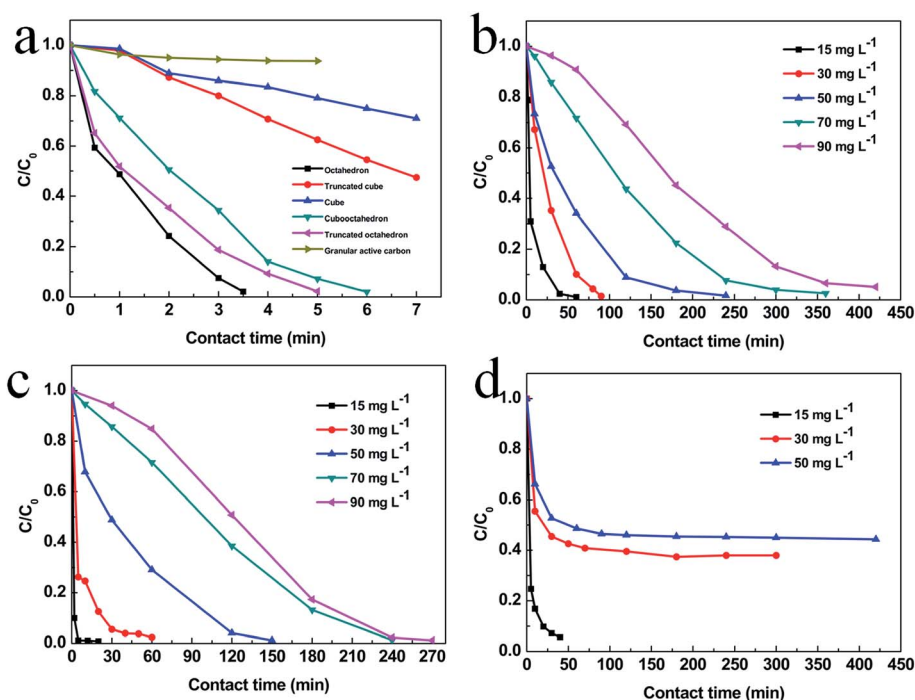 a
C/C0
1.0
0.8
0.6
0.4
0.2
0.0
Octahedron
Truncated cube
Cube
Cubooctahedron
Truncated octahedron
Granular active carbon
0 1 2 3 4 5 6 7
Contact time (min)
b
C/C0
1.0
0.8
0.6
0.4
0.2
0.0
15 mg L⁻¹
30 mg L⁻¹
50 mg L⁻¹
70 mg L⁻¹
90 mg L⁻¹
0 50 100 150 200 250 300 350 400 450
Contact time (min)
c
C/C0
1.0
0.8
0.6
0.4
0.2
0.0
15 mg L⁻¹
30 mg L⁻¹
50 mg L⁻¹
70 mg L⁻¹
90 mg L⁻¹
0 30 60 90 120 150 180 210 240 270
Contact time (min)
d
C/C0
1.0
0.8
0.6
0.4
0.2
0.0
15 mg L⁻¹
30 mg L⁻¹
50 mg L⁻¹
0 50 100 150 200 250 300 350 400 450
Contact time (min)